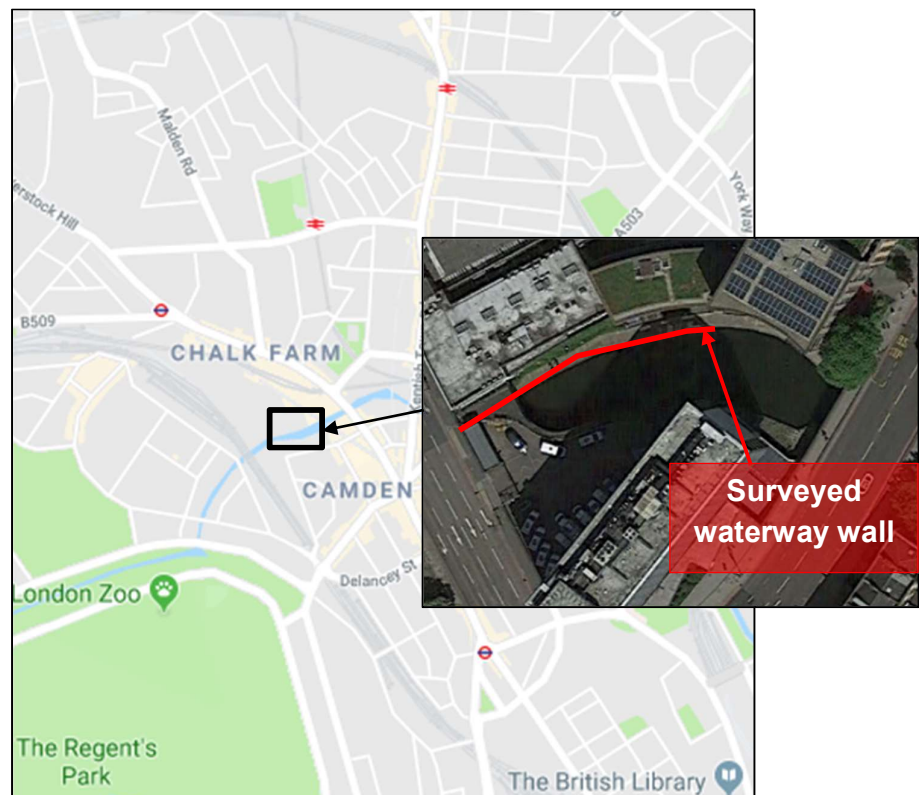 Malden Rd
York Way
erstock Hill
A503
B509
CHALK FARM
Kentish T
CAMDEN
Surveyed
waterway wall
London Zoo
Delancey St
The Regent's
Park
The British Library